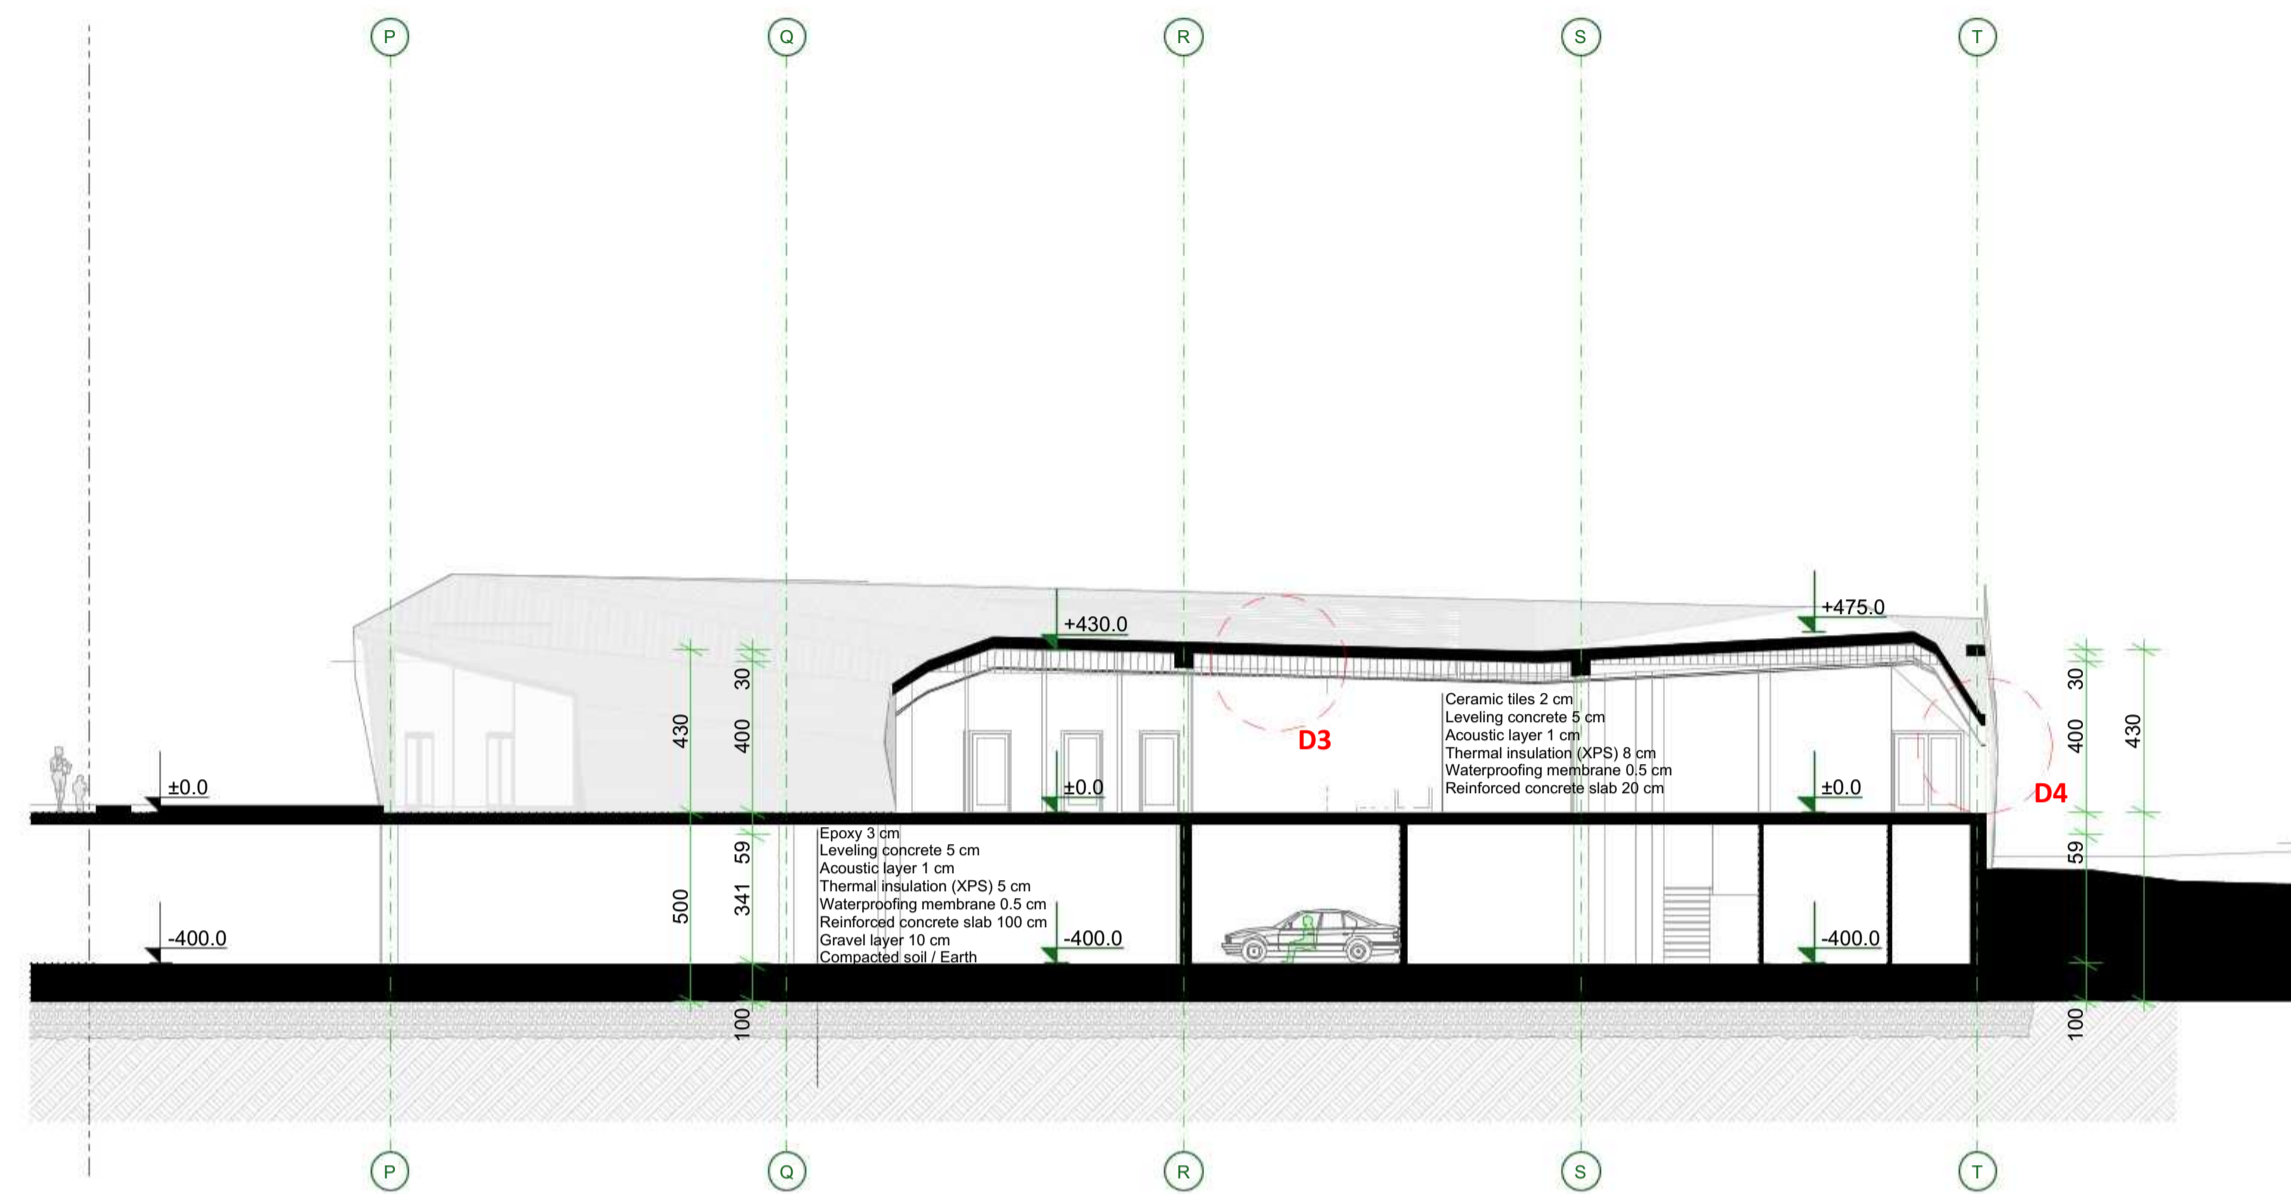 P
Q
R
S
T
+475.0
+430.0
30
400
430
30
400
430
D3
Ceramic tiles 2 cm
Leveling concrete 5 cm
Acoustic layer 1 cm
Thermal insulation (XPS) 8 cm
Waterproofing membrane 0.5 cm
Reinforced concrete slab 20 cm
D4
±0.0
±0.0
±0.0
30
400
430
59
341
500
Epoxy 3 cm
Leveling concrete 5 cm
Acoustic layer 1 cm
Thermal insulation (XPS) 5 cm
Waterproofing membrane 0.5 cm
Reinforced concrete slab 100 cm
Gravel layer 10 cm
Compacted soil / Earth
59
-400.0
-400.0
-400.0
100
100
P
Q
R
S
T